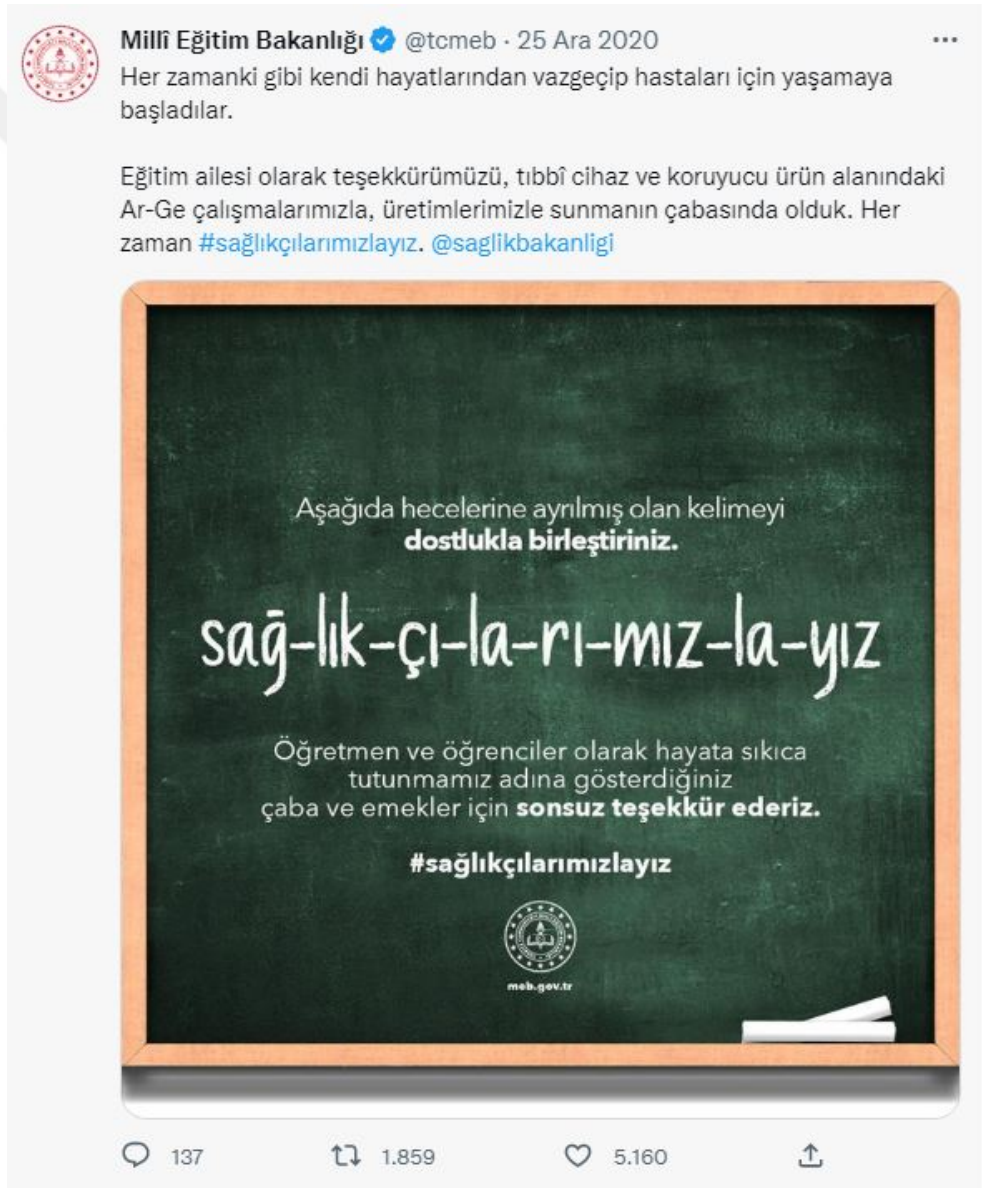 Millî Eğitim Bakanlığı @tcmeb · 25 Ara 2020
Her zamanki gibi kendi hayatlarından vazgeçip hastaları için yaşamaya
başladılar.
Eğitim ailesi olarak teşekkürümüzü, tıbbî cihaz ve koruyucu ürün alanındaki
Ar-Ge çalışmalarımızla, üretimlerimizle sunmanın çabasında olduk. Her
zaman #sağlıkçılarımızlayız. @saglikbakanligi
Aşağıda hecelerine ayrılmış olan kelimeyi
dostlukla birleştiriniz.
sağ-lık-çı-la-rı-mız-la-yız
Öğretmen ve öğrenciler olarak hayata sıkıca
tutunmamız adına gösterdiğiniz
çaba ve emekler için sonsuz teşekkür ederiz.
#sağlıkçılarımızlayız
meb.gov.tr
137 1.859 5.160